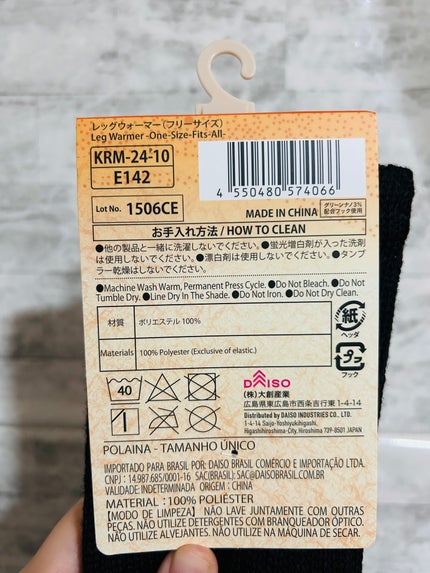 レッグウォーマー(フリーサイズ)
Leg Warmer -One-Size-Fits-All-
KRM-24-10
E142
4 550480 574066
Lot No. 1506CE
MADE IN CHINA
グリーンナノ3%
配合フック使用
お手入れ方法 / HOW TO CLEAN
●他の製品と一緒に洗濯しないでください。●蛍光増白剤が入った洗剤
は使用しないでください。●漂白剤は使用しないでください。●タンブ
ラー乾燥はしないでください。
●Machine Wash Warm, Permanent Press Cycle. ●Do Not Bleach. ●Do Not
Tumble Dry. ●Line Dry In The Shade. ●Do Not Iron. ●Do Not Dry Clean.
材質 ポリエステル 100%
Materials 100% Polyester (Exclusive of elastic.)
紙
ヘッダ
プラ
フック
40
DAISO
(株)大創産業
広島県東広島市西条吉行東1-4-14
Distributed by DAISO INDUSTRIES CO., LTD.
1-4-14 Saijo-Yoshiyukihigashi,
Higashihiroshima-City, Hiroshima 739-8501 JAPAN
POLAINA - TAMANHO ÚNICO
IMPORTADO PARA BRASIL POR: DAISO BRASIL COMÉRCIO E IMPORTAÇÃO LTDA.
CNPJ : 14.987.685/0001-16 SAC(BRASIL): SAC@DAISOBRASIL.COM.BR
VALIDADE: INDETERMINADA ORIGEM : CHINA
MATERIAL : 100% POLIÉSTER
【MODO DE LIMPEZA】 NÃO LAVE JUNTAMENTE COM OUTRAS
PEÇAS. NÃO UTILIZE DETERGENTES COM BRANQUEADOR ÓPTICO.
NÃO UTILIZE ALVEJANTES. NÃO UTILIZE NA MÁQUINA DE SECAR.